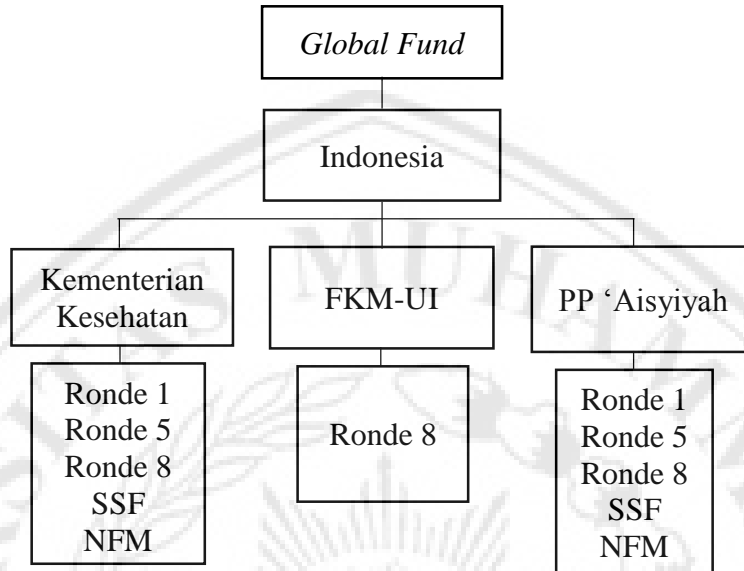 Global Fund
Indonesia
Kementerian
Kesehatan
FKM-UI
PP ‘Aisyiyah
Ronde 1
Ronde 5
Ronde 8
SSF
NFM
Ronde 8
Ronde 1
Ronde 5
Ronde 8
SSF
NFM